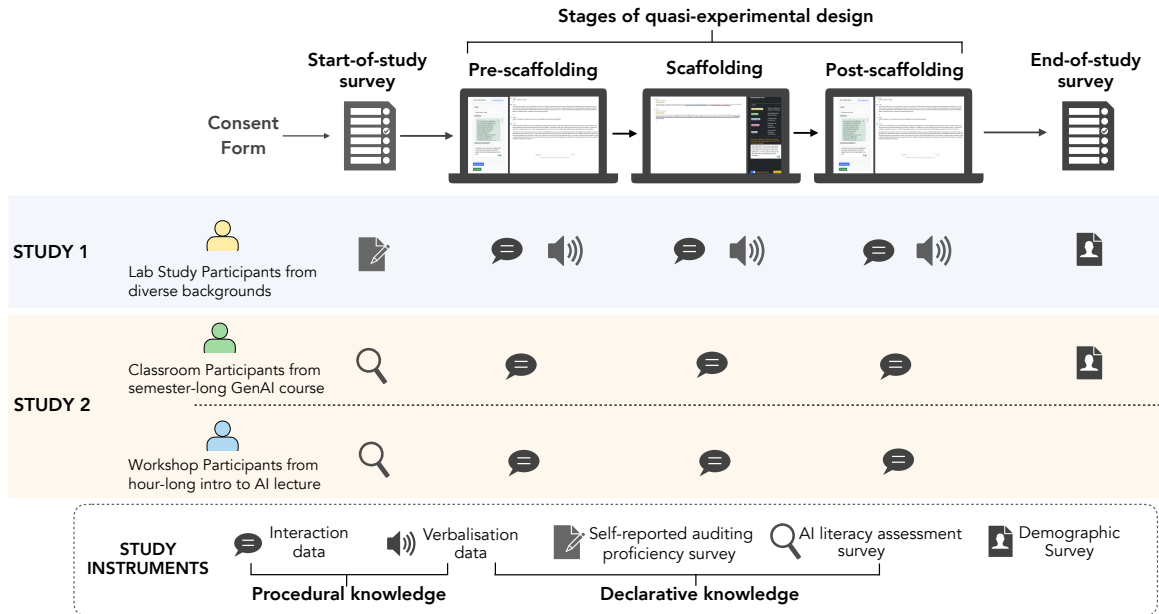 Stages of quasi-experimental design
Start-of-study
survey
Pre-scaffolding
Scaffolding
Post-scaffolding
End-of-study
survey
Consent
Form
STUDY 1
Lab Study Participants from
diverse backgrounds
STUDY 2
Classroom Participants from
semester-long GenAI course
Workshop Participants from
hour-long intro to AI lecture
STUDY
INSTRUMENTS
Interaction
data
Verbalisation
data
Self-reported auditing
proficiency survey
AI literacy assessment
survey
Demographic
Survey
Procedural knowledge
Declarative knowledge